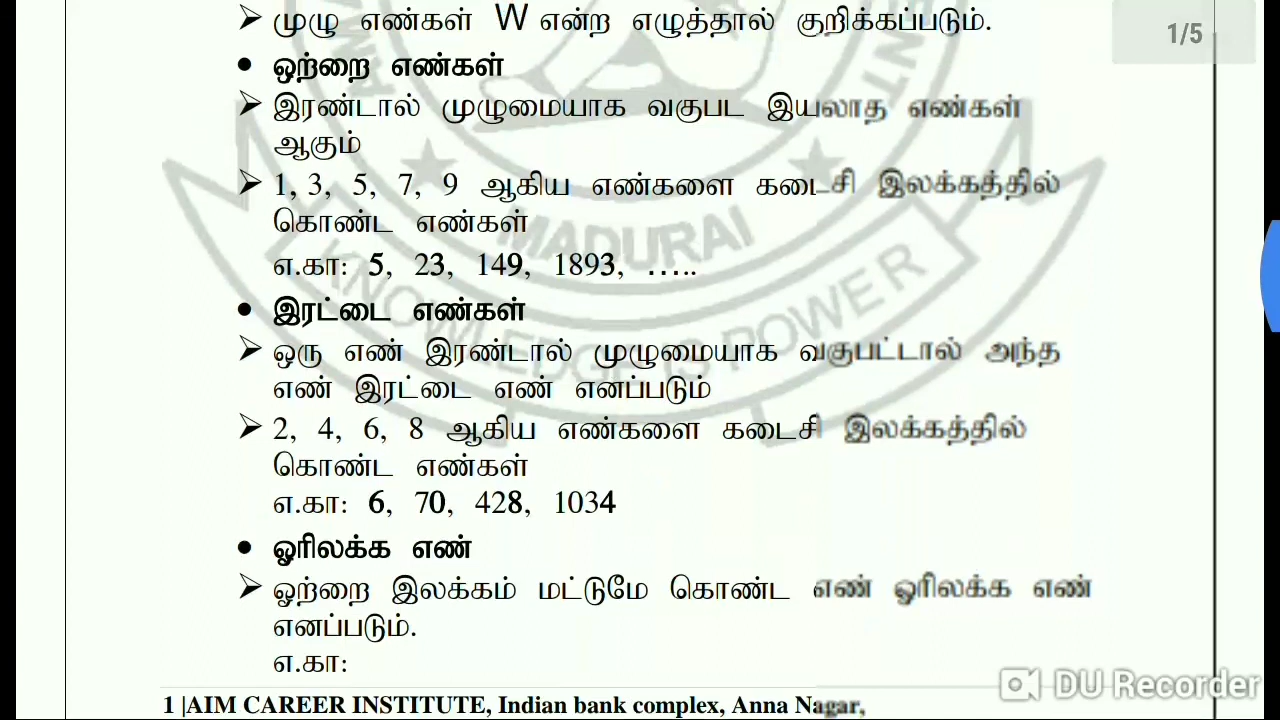 ➢ முழு எண்கள் W என்ற எழுத்தால் குறிக்கப்படும்.
1/5
• ஒற்றை எண்கள்
➢ இரண்டால் முழுமையாக வகுபட இயலாத எண்கள்
ஆகும்
➢ 1, 3, 5, 7, 9 ஆகிய எண்களை கடைசி இலக்கத்தில்
கொண்ட எண்கள்
எ.கா: 5, 23, 149, 1893, …..
• இரட்டை எண்கள்
➢ ஒரு எண் இரண்டால் முழுமையாக வகுபட்டால் அந்த
எண் இரட்டை எண் எனப்படும்
➢ 2, 4, 6, 8 ஆகிய எண்களை கடைசி இலக்கத்தில்
கொண்ட எண்கள்
எ.கா: 6, 70, 428, 1034
• ஓரிலக்க எண்
➢ ஒற்றை இலக்கம் மட்டுமே கொண்ட எண் ஓரிலக்க எண்
எனப்படும்.
எ.கா:
1 |AIM CAREER INSTITUTE, Indian bank complex, Anna Nagar,
DU Recorder
MADURAI
KNOWLEDGE IS POWER